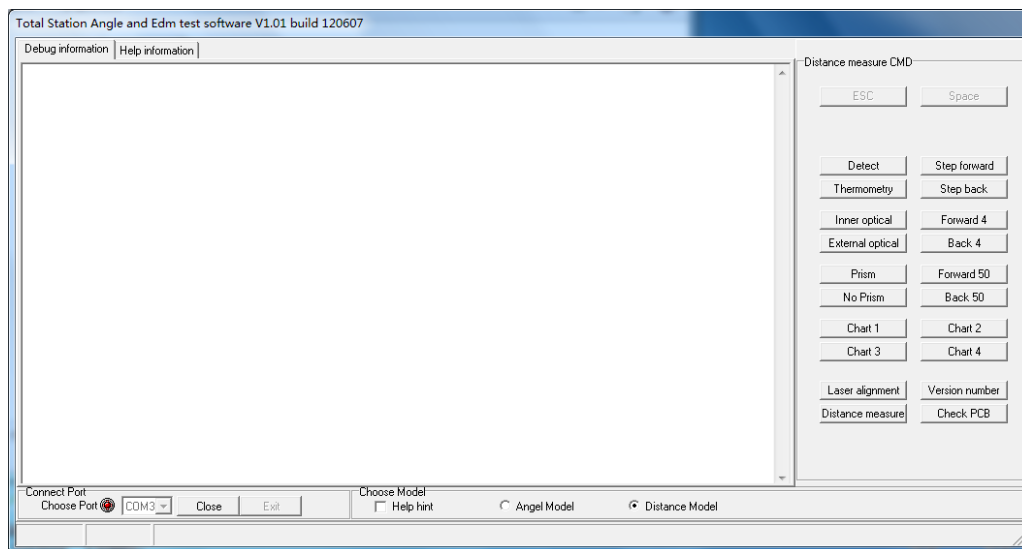 Total Station Angle and Edm test software V1.01 build 120607
Debug information Help information
Distance measure CMD
ESC Space
Detect Step forward
Thermometry Step back
Inner optical Forward 4
External optical Back 4
Prism Forward 50
No Prism Back 50
Chart 1 Chart 2
Chart 3 Chart 4
Laser alignment Version number
Distance measure Check PCB
Connect Port Choose Model
Choose Port COM3 Close Exit Help hint Angel Model Distance Model